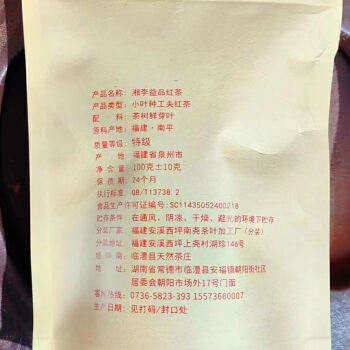 产品名称: 湘李益品红茶
产品类型: 小叶种工夫红茶
配 料: 茶树鲜芽叶
原料产地: 福建·南平
质量等级: 特级
产 地: 福建省泉州市
净 含 量: 100克±10克
保 质 期: 24个月
执行标准: GB/T13738.2
食品生产许可证编号: SC11435052400218
贮存条件: 在通风、阴凉、干燥、避光的环境下贮存
分装厂家: 福建安溪西坪南尧茶叶加工厂(分装)
分装地址: 福建安溪西坪上尧村湖珍146号
经 销 商: 临澧县天然茶庄
地 址: 湖南省常德市临澧县安福镇朝阳街社区
居委会朝阳市场外17号门面
客购热线: 0736-5823-393 15573660007
生产日期: 见打码/封口处